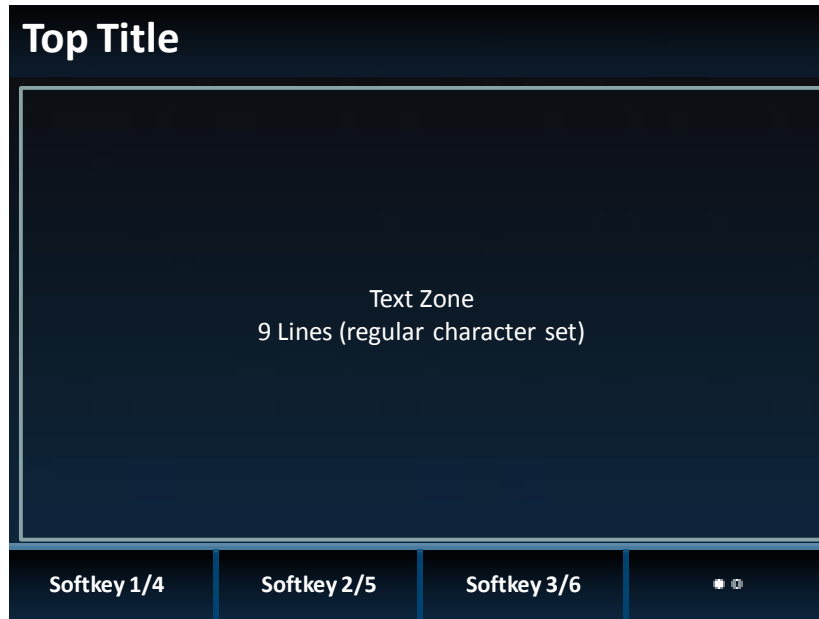 Top Title
Text Zone
9 Lines (regular character set)
Softkey 1/4
Softkey 2/5
Softkey 3/6